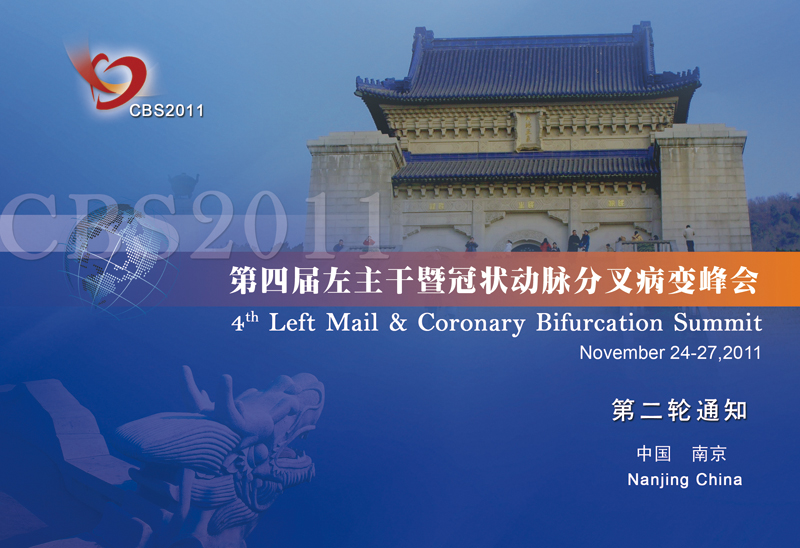 CBS2011
CBS2011
第四届左主干暨冠状动脉分叉病变峰会
4th Left Mail & Coronary Bifurcation Summit
November 24-27,2011
第二轮通知
中国 南京
Nanjing China